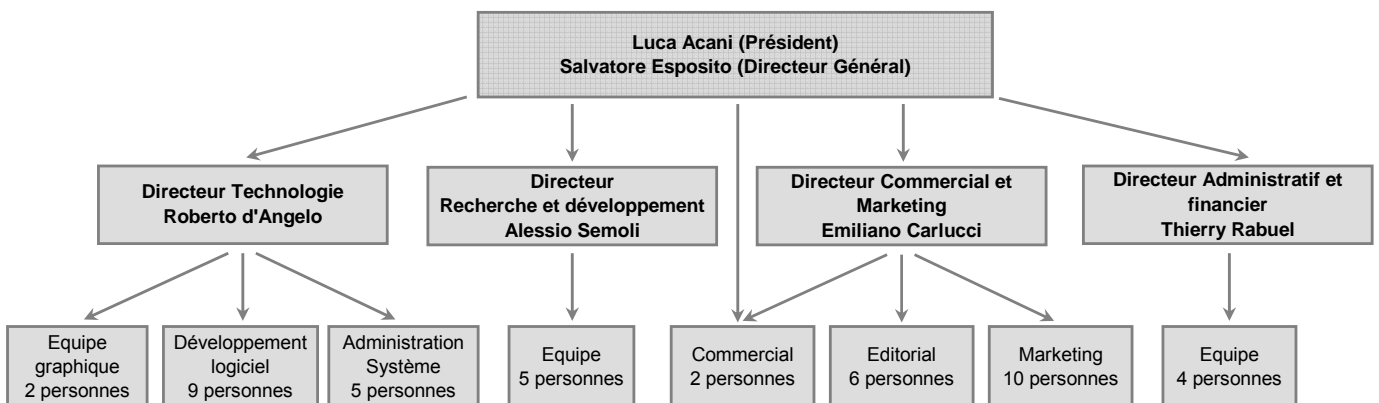 Luca Acani (Président)
Salvatore Esposito (Directeur Général)
Directeur Technologie
Roberto d'Angelo
Directeur
Recherche et développement
Alessio Semoli
Directeur Commercial et
Marketing
Emiliano Carlucci
Directeur Administratif et
financier
Thierry Rabuel
Equipe
graphique
2 personnes
Développement
logiciel
9 personnes
Administration
Système
5 personnes
Equipe
5 personnes
Commercial
2 personnes
Editorial
6 personnes
Marketing
10 personnes
Equipe
4 personnes